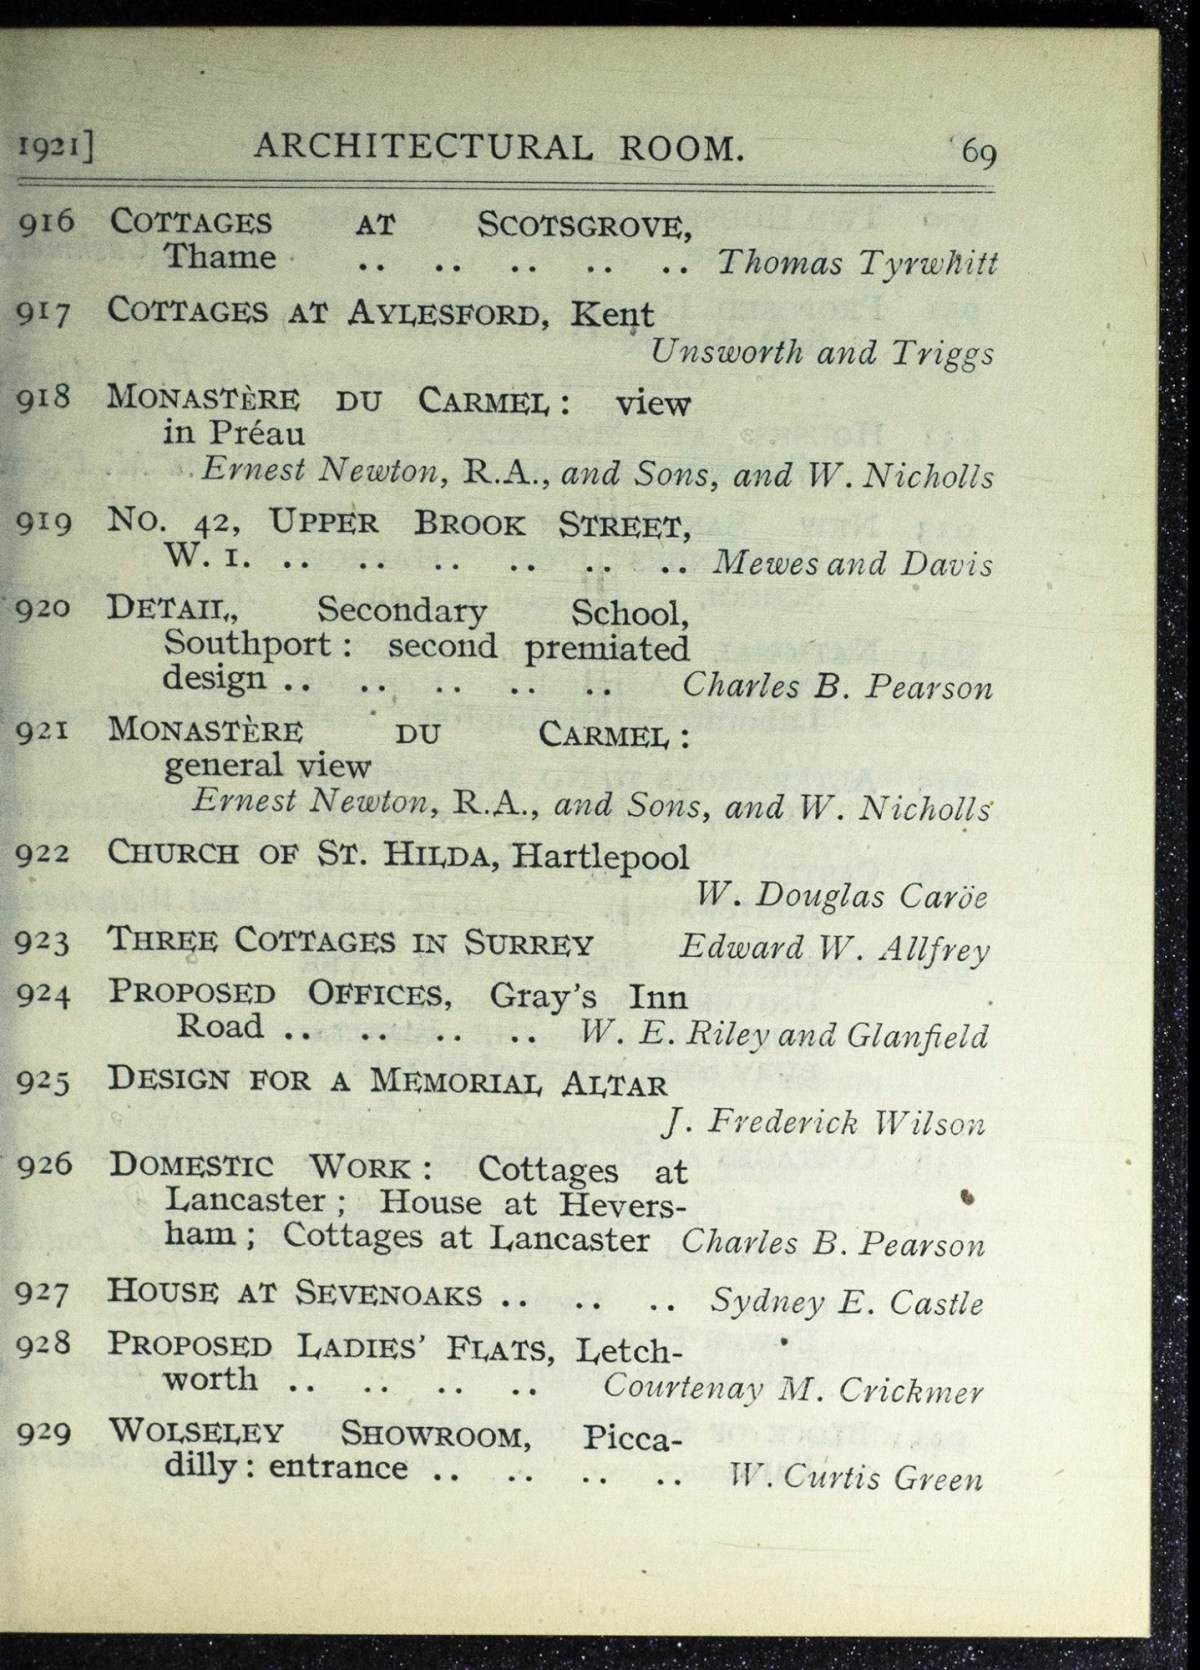 1921] ARCHITECTURAL ROOM. 69
916 COTTAGES AT SCOTSGROVE,
Thame .. .. .. .. .. Thomas Tyrwhitt
917 COTTAGES AT AYLESFORD, Kent
Unsworth and Triggs
918 MONASTÈRE DU CARMEL: view
in Préau
Ernest Newton, R.A., and Sons, and W. Nicholls
919 NO. 42, UPPER BROOK STREET,
W. 1. .. .. .. .. .. .. Mewes and Davis
920 DETAIL, Secondary School,
Southport: second premiated
design .. .. .. .. .. Charles B. Pearson
921 MONASTÈRE DU CARMEL:
general view
Ernest Newton, R.A., and Sons, and W. Nicholls
922 CHURCH OF ST. HILDA, Hartlepool
W. Douglas Caröe
923 THREE COTTAGES IN SURREY Edward W. Allfrey
924 PROPOSED OFFICES, Gray's Inn
Road .. .. .. .. W. E. Riley and Glanfield
925 DESIGN FOR A MEMORIAL ALTAR
J. Frederick Wilson
926 DOMESTIC WORK: Cottages at
Lancaster; House at Hevers-
ham; Cottages at Lancaster Charles B. Pearson
927 HOUSE AT SEVENOAKS .. .. .. Sydney E. Castle
928 PROPOSED LADIES' FLATS, Letch-
worth .. .. .. .. Courtenay M. Crickmer
929 WOLSELEY SHOWROOM, Picca-
dilly: entrance .. .. .. .. W. Curtis Green